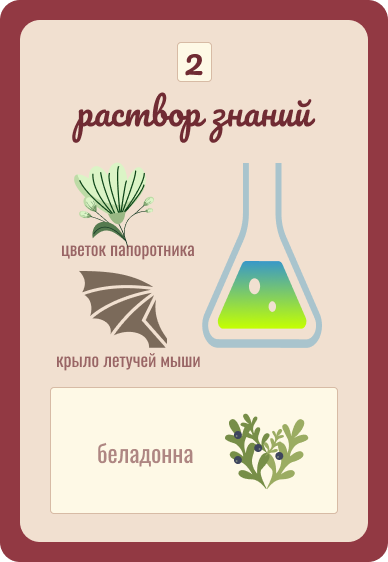 2
раствор знаний
цветок папоротника
крыло летучей мыши
беладонна